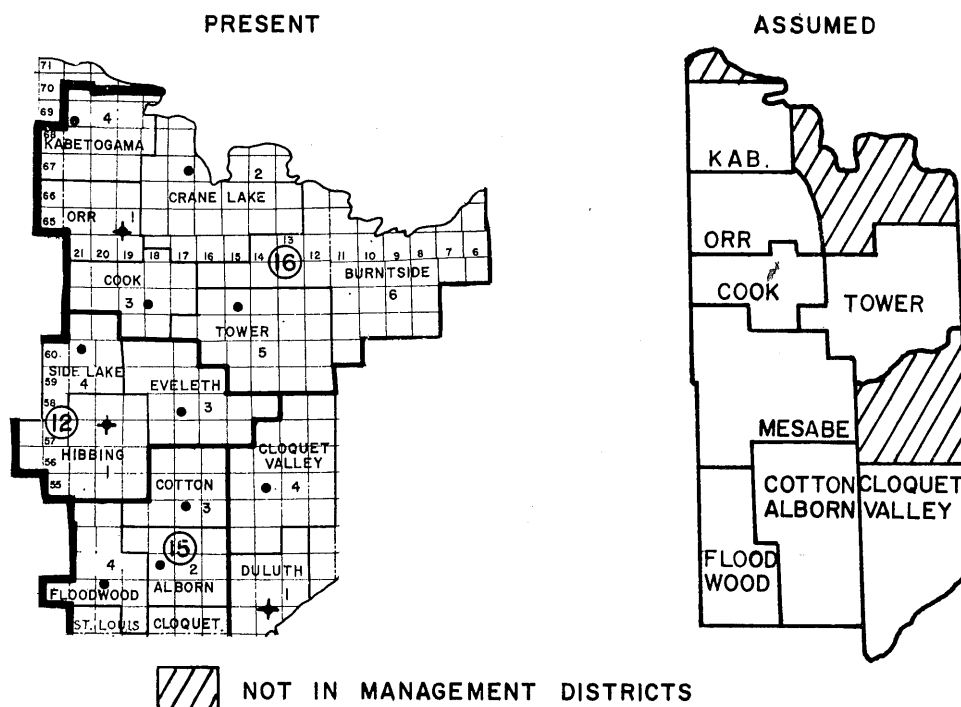 PRESENT
71
70
69
4
68
KABETOGAMA
67
2
CRANE LAKE
66
ORR
1
65
21 20 19 18 17 16 15 14 13 12 11 10 9 8 7 6
16
BURNTSIDE
6
COOK
3
TOWER
5
60
SIDE LAKE
59
4
EVELETH
3
58
12
57
HIBBING
56
1
55
CLOQUET
VALLEY
4
COTTON
3
15
4
2
ALBORN
DULUTH
1
FLOODWOOD
ST. LOUIS
CLOQUET
ASSUMED
KAB.
ORR
COOK
TOWER
MESABE
COTTON
ALBORN
CLOQUET
VALLEY
FLOOD
WOOD
NOT IN MANAGEMENT DISTRICTS